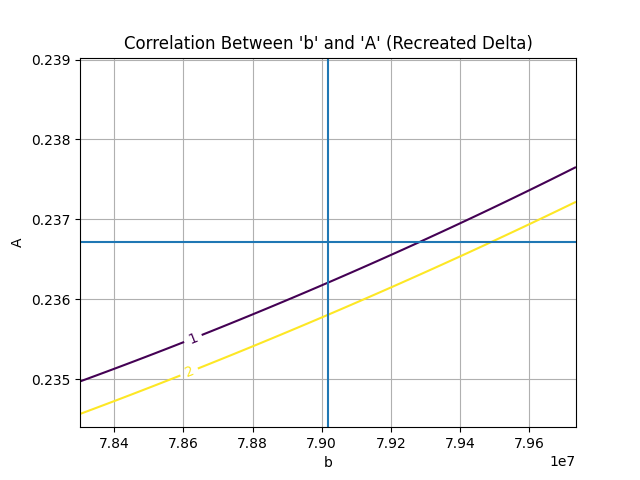 Correlation Between 'b' and 'A' (Recreated Delta)
0.239
0.238
0.237
A
0.236
1
2
0.235
7.84 7.86 7.88 7.90 7.92 7.94 7.96
b
1e7